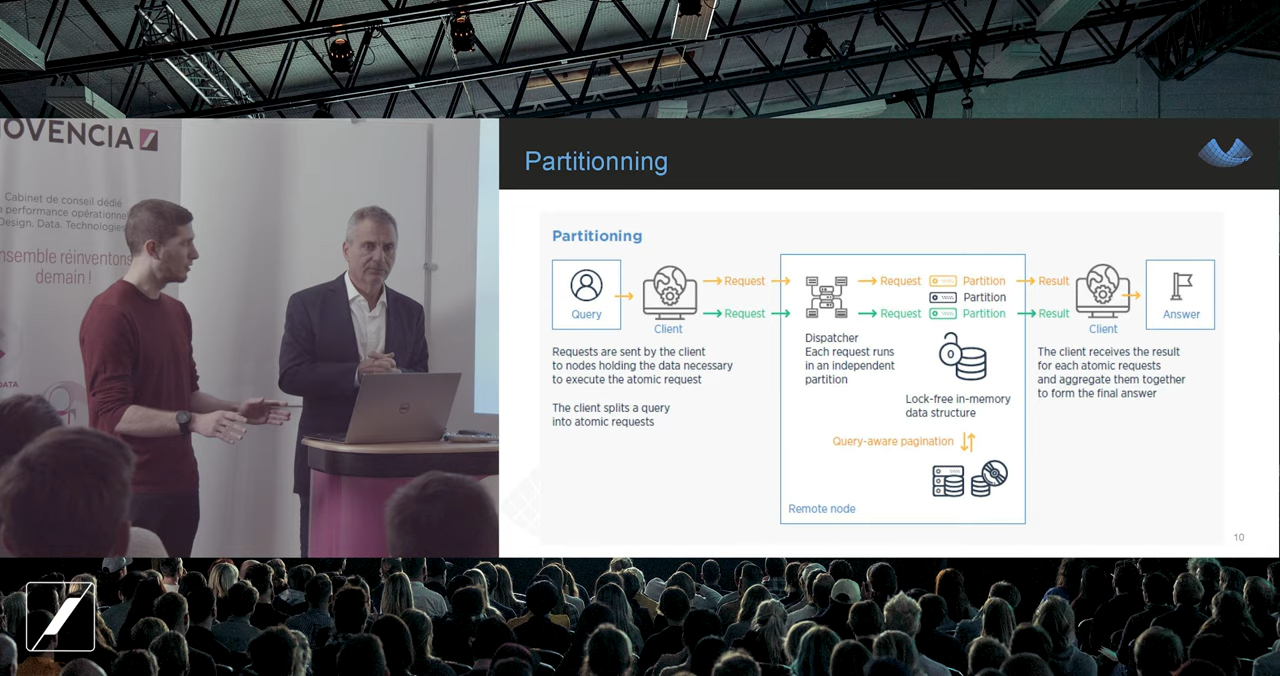 OVENCIA
Cabinet de conseil dédié
performance opérationne
Design. Data. Technologies
nsemble réinventons
demain !
DATA
DELL
Partitionning
Partitioning
Query
Client
Request
Request
Request
Request
Partition
Partition
Partition
Result
Result
Client
Answer
Requests are sent by the client
to nodes holding the data necessary
to execute the atomic request
The client splits a query
into atomic requests
Dispatcher
Each request runs
in an independent
partition
Lock-free in-memory
data structure
Query-aware pagination
Remote node
The client receives the result
for each atomic requests
and aggregate them together
to form the final answer
10